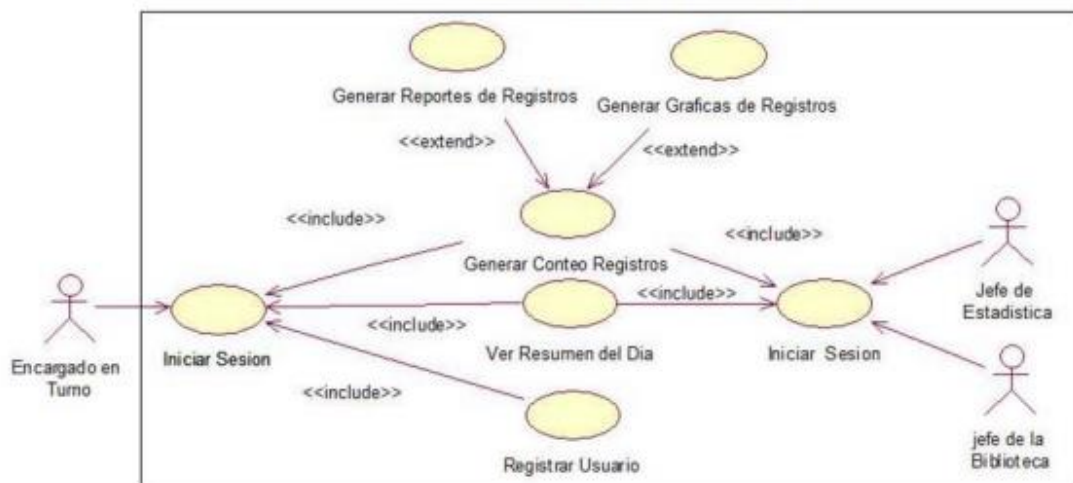 Generar Reportes de Registros
Generar Graficas de Registros
<<extend>>
<<extend>>
<<include>>
<<include>>
Generar Conteo Registros
<<include>>
<<include>>
Jefe de
Estadistica
Encargado en
Turno
Iniciar Sesion
Ver Resumen del Dia
Iniciar Sesion
<<include>>
Registrar Usuario
jefe de la
Biblioteca